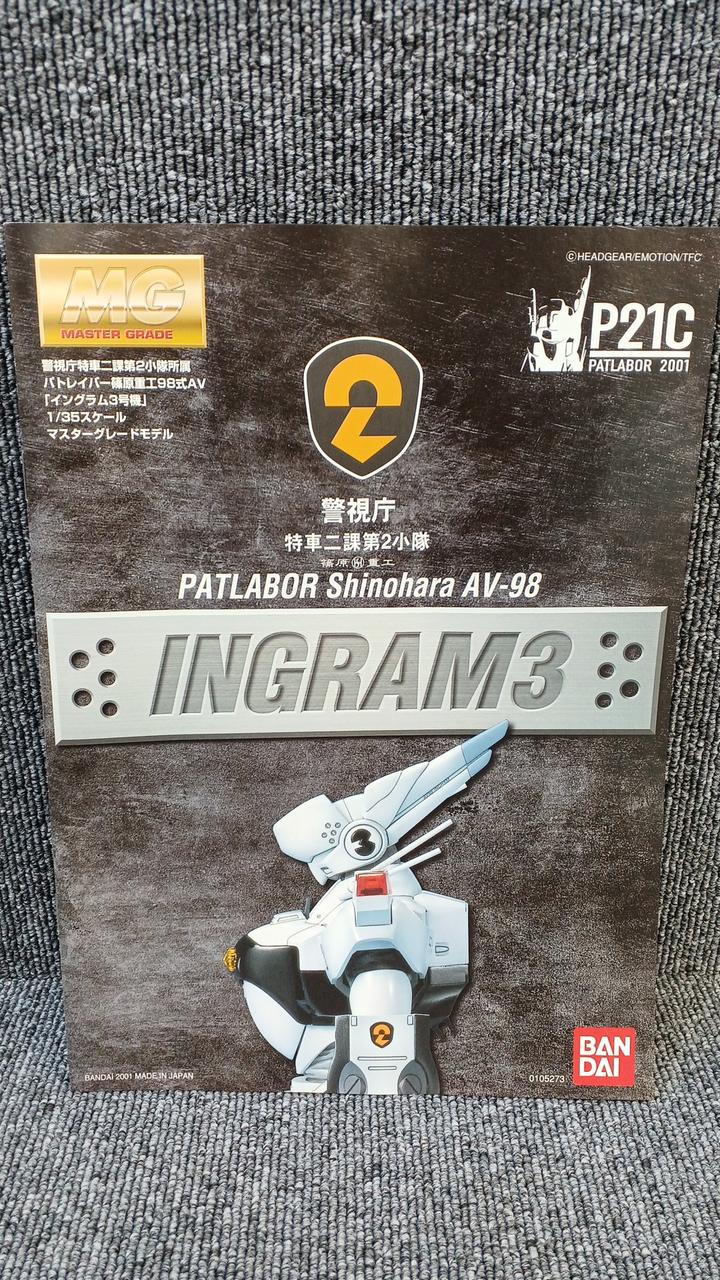 ©HEADGEAR/EMOTION/TFC
MG
MASTER GRADE
P21C
PATLABOR 2001
警視庁特車二課第2小隊所属
パトレイバー篠原重工98式AV
「イングラム3号機」
1/35スケール
マスターグレードモデル
2
警視庁
特車二課第2小隊
篠原重工
PATLABOR Shinohara AV-98
INGRAM3
3
2
BANDAI 2001 MADE IN JAPAN
0105273
BAN
DAI